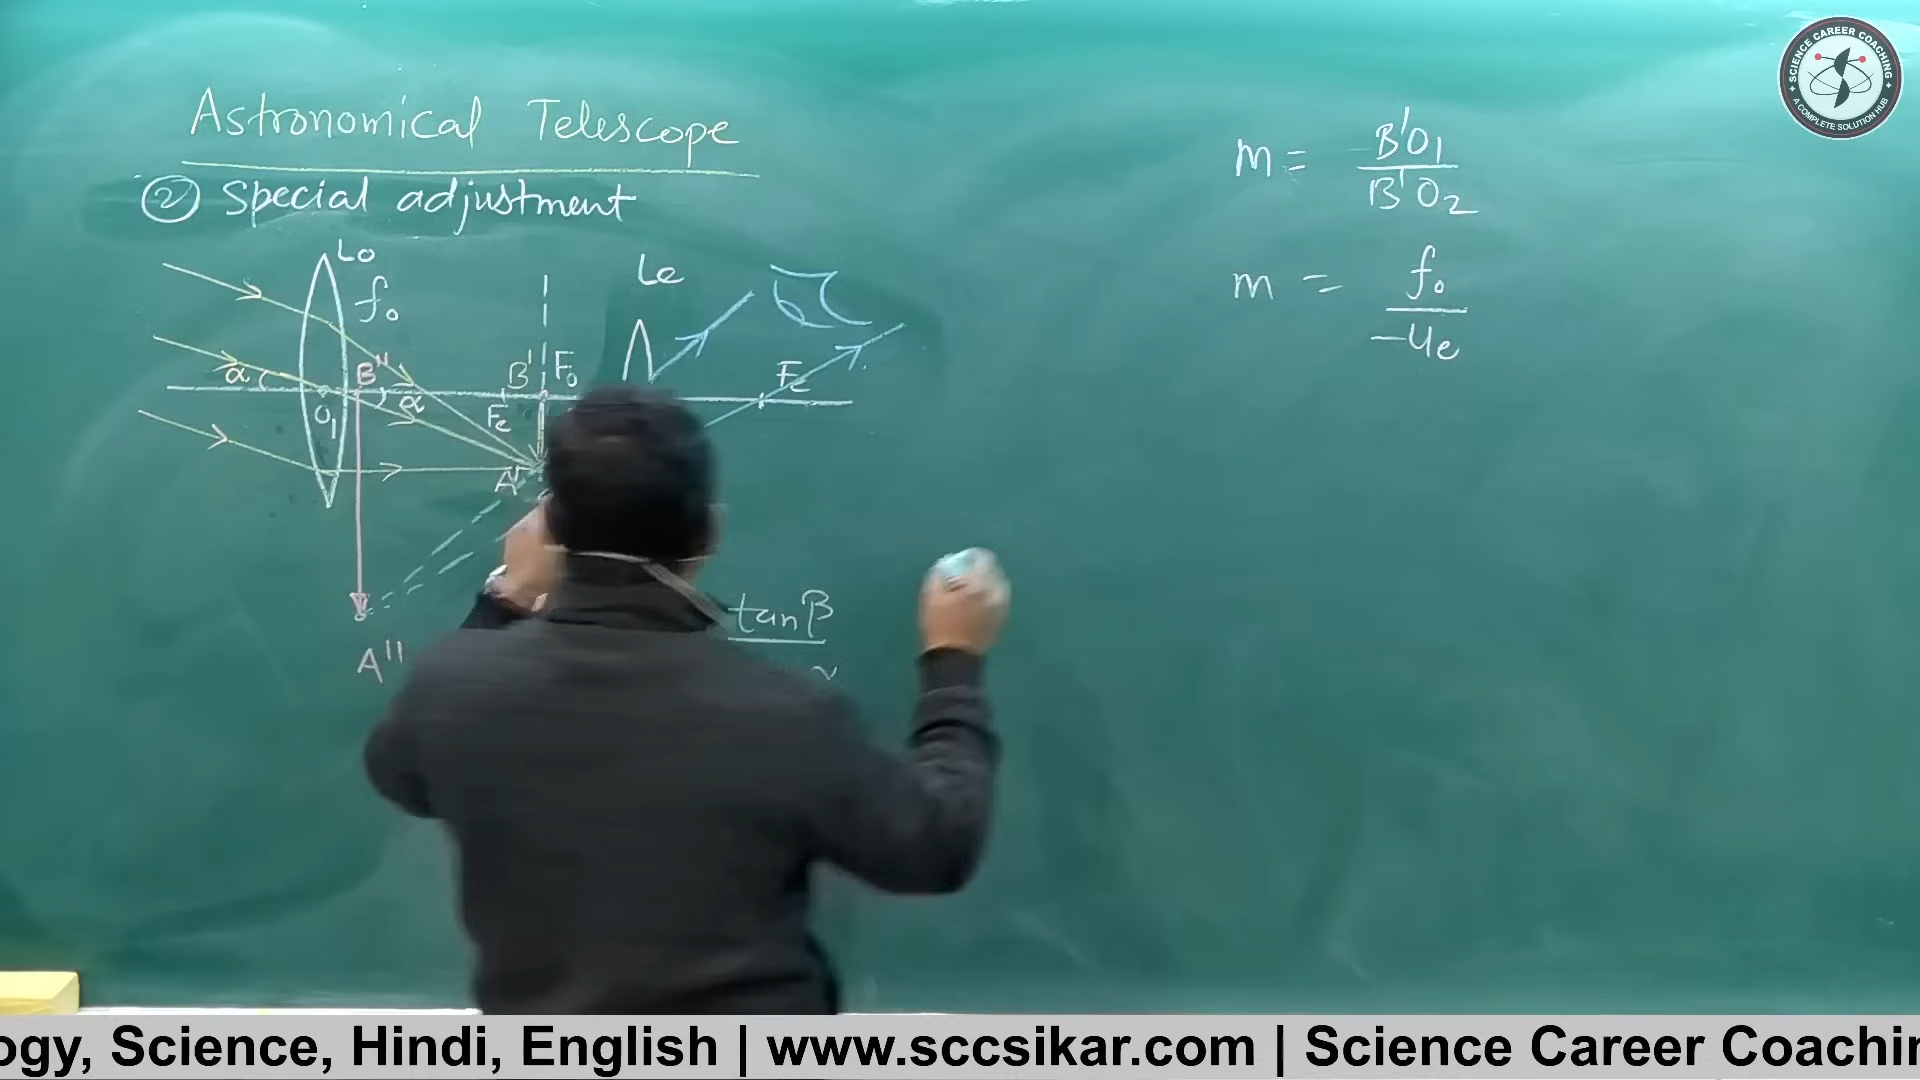 Astronomical Telescope
② Special adjustment
Lo
fo
Le
α
B''
α
B'
Fo
Fe
Fe
O1
A'
A''
tanβ
m = B'O1
B'O2
m = fo
-ue
SCIENCE CAREER COACHING
A COMPLETE SOLUTION HUB
ogy, Science, Hindi, English | www.sccsikar.com | Science Career Coachin